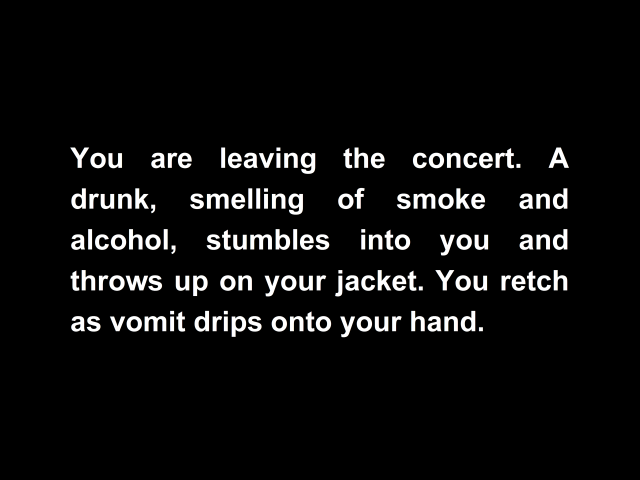 You are leaving the concert. A
drunk, smelling of smoke and
alcohol, stumbles into you and
throws up on your jacket. You retch
as vomit drips onto your hand.